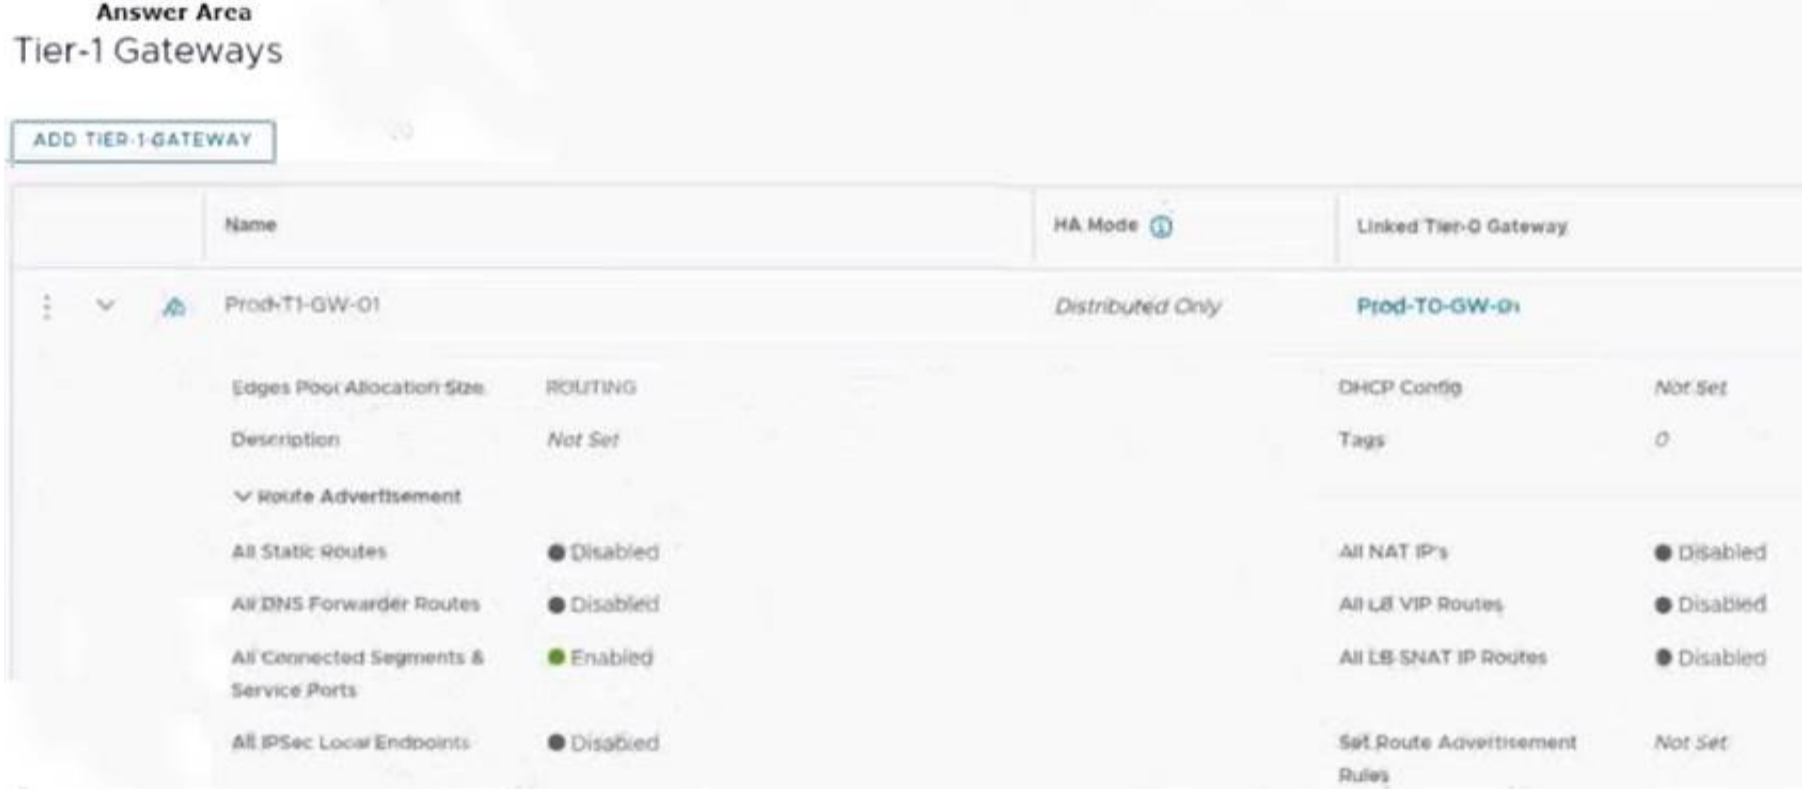 Answer Area
Tier-1 Gateways
ADD TIER-1-GATEWAY
Name HA Mode Linked Tier-0 Gateway
Prod-T1-GW-01 Distributed Only Prod-T0-GW-01
Edges Pool Allocation Size ROUTING DHCP Config Not Set
Description Not Set Tags 0
Route Advertisement
All Static Routes Disabled All NAT IP's Disabled
All DNS Forwarder Routes Disabled All LB VIP Routes Disabled
All Connected Segments & Enabled All LB SNAT IP Routes Disabled
Service Ports
All IPSec Local Endpoints Disabled Set Route Advertisement Not Set
Rules